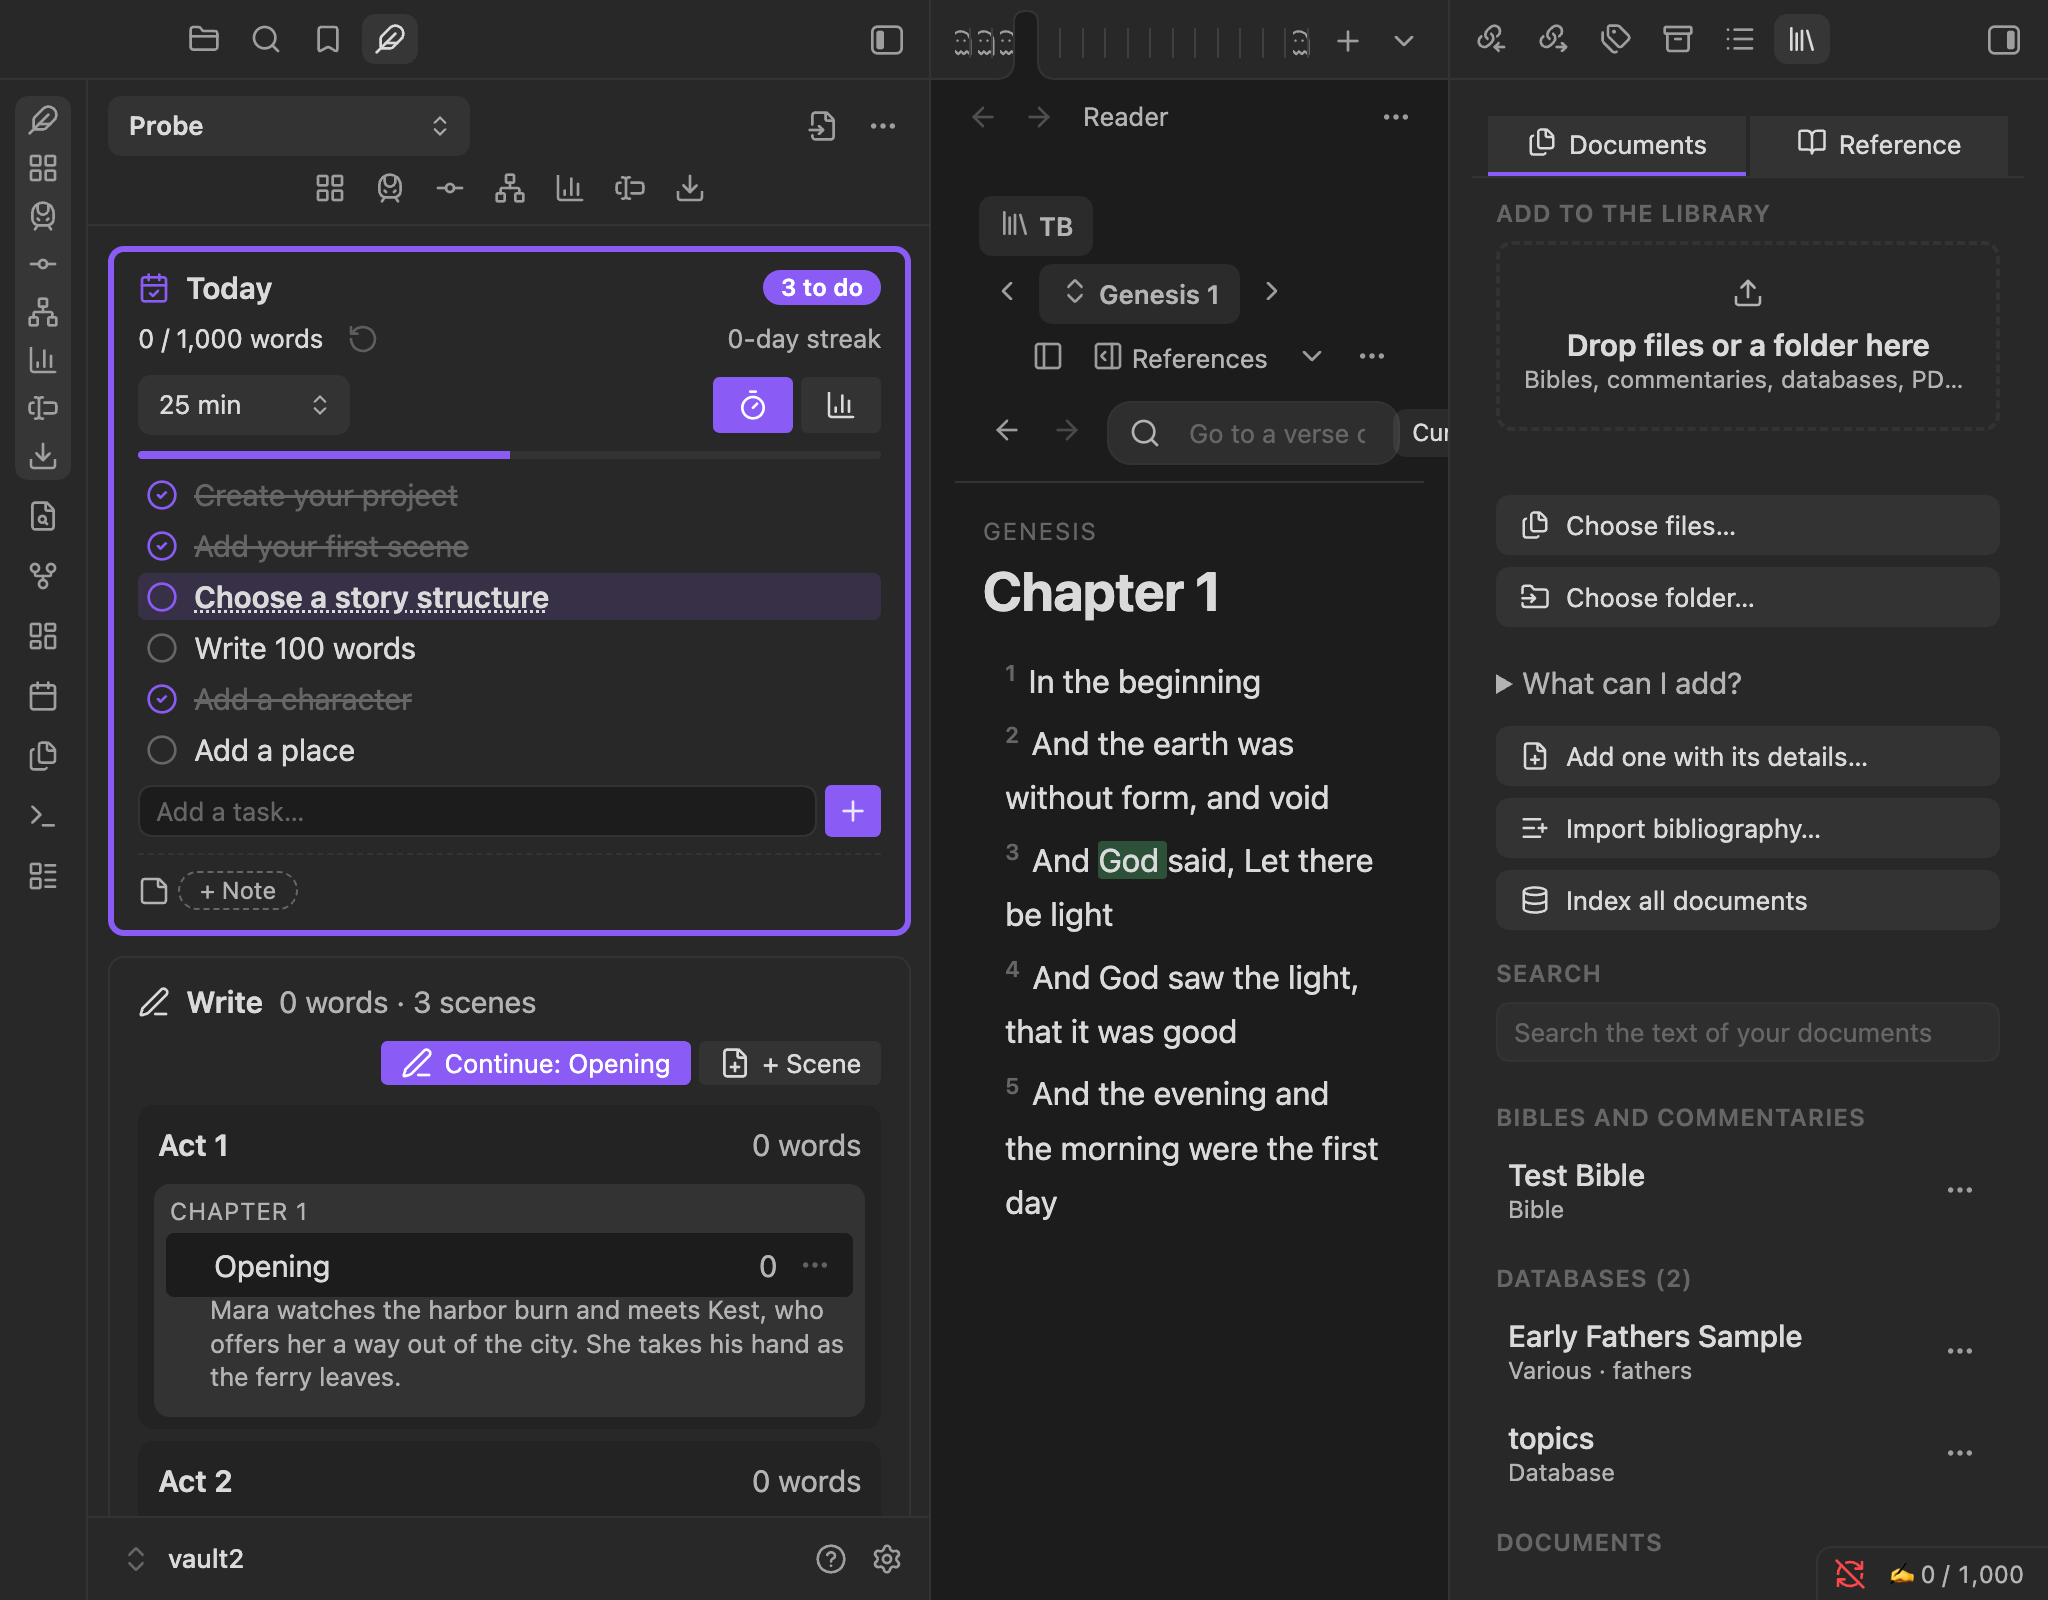 Probe
Today
3 to do
0 / 1,000 words
0-day streak
25 min
Create your project
Add your first scene
Choose a story structure
Write 100 words
Add a character
Add a place
Add a task...
+ Note
Write 0 words · 3 scenes
Continue: Opening
+ Scene
Act 1
0 words
CHAPTER 1
Opening
0
Mara watches the harbor burn and meets Kest, who
offers her a way out of the city. She takes his hand as
the ferry leaves.
Act 2
0 words
vault2
Reader
TB
Genesis 1
References
Go to a verse
Cur
GENESIS
Chapter 1
1 In the beginning
2 And the earth was
without form, and void
3 And God said, Let there
be light
4 And God saw the light,
that it was good
5 And the evening and
the morning were the first
day
Documents
Reference
ADD TO THE LIBRARY
Drop files or a folder here
Bibles, commentaries, databases, PD...
Choose files...
Choose folder...
What can I add?
Add one with its details...
Import bibliography...
Index all documents
SEARCH
Search the text of your documents
BIBLES AND COMMENTARIES
Test Bible
Bible
DATABASES (2)
Early Fathers Sample
Various · fathers
topics
Database
DOCUMENTS
0 / 1,000